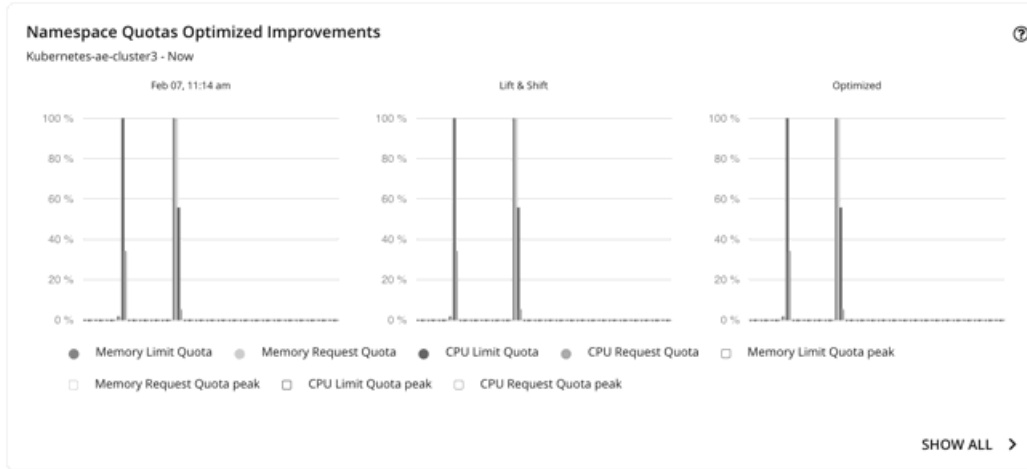 Namespace Quotas Optimized Improvements
Kubernetes-ae-cluster3 - Now
Feb 07, 11:14 am
Lift & Shift
Optimized
100 %
80 %
60 %
40 %
20 %
0 %
100 %
80 %
60 %
40 %
20 %
0 %
100 %
80 %
60 %
40 %
20 %
0 %
Memory Limit Quota
Memory Request Quota
CPU Limit Quota
CPU Request Quota
Memory Limit Quota peak
Memory Request Quota peak
CPU Limit Quota peak
CPU Request Quota peak
SHOW ALL